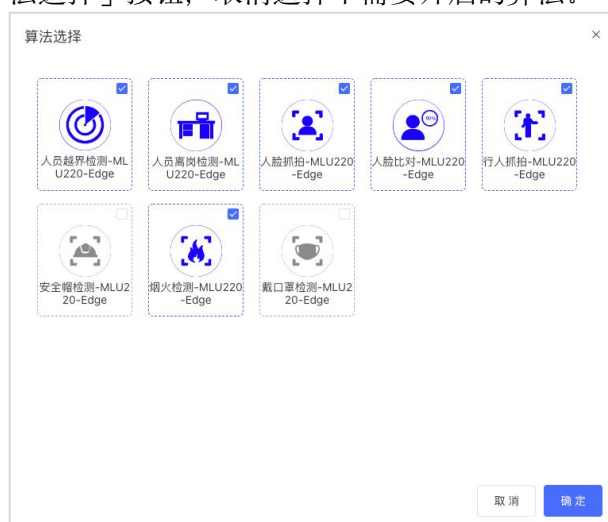 法选择」按钮，取消选择不需要开启的算法。
算法选择
×
人员越界检测-ML
U220-Edge
人员离岗检测-ML
U220-Edge
人脸抓拍-MLU220
-Edge
90%
人脸比对-MLU220
-Edge
行人抓拍-MLU220
-Edge
安全帽检测-MLU2
20-Edge
烟火检测-MLU220
-Edge
戴口罩检测-MLU2
20-Edge
取消
确定